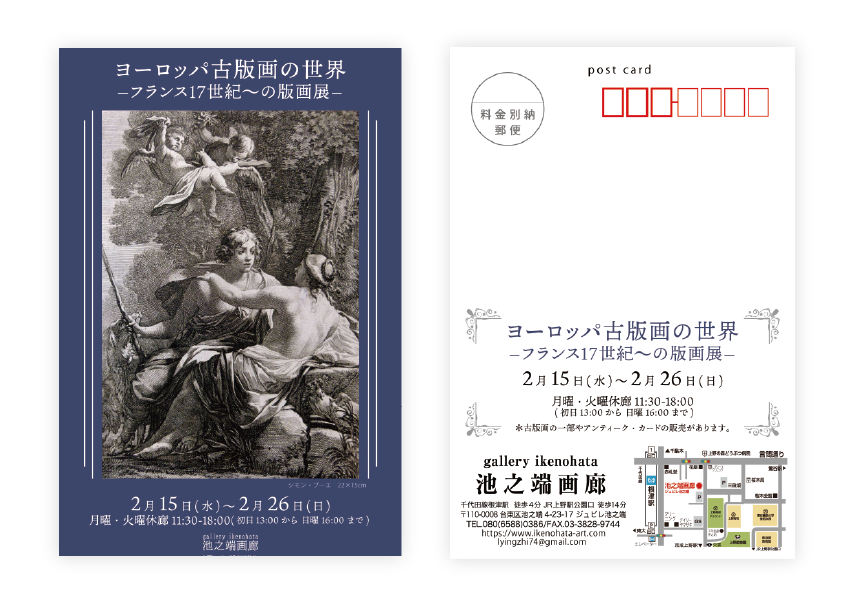 ヨーロッパ古版画の世界
―フランス17世紀〜の版画展―
シモン・ブーエ 22×15cm
2月15日(水)〜2月26日(日)
月曜・火曜休廊 11:30-18:00(初日 13:00 から 日曜 16:00 まで)
gallery ikenohata
池之端画廊
post card
料金別納
郵便
ヨーロッパ古版画の世界
―フランス17世紀〜の版画展―
2月15日(水)〜2月26日(日)
月曜・火曜休廊 11:30-18:00
(初日 13:00 から 日曜 16:00 まで)
*古版画の一部やアンティーク・カードの販売があります。
gallery ikenohata
池之端画廊
千代田線根津駅 徒歩4分 JR上野駅公園口 徒歩14分
〒110-0008 台東区池之端 4-23-17 ジュビレ池之端
TEL.080(6588)0386/FAX.03-3828-9744
https://www.ikenohata-art.com
lyingzhi74@gmail.com
言問通り
池之端画廊
根津駅